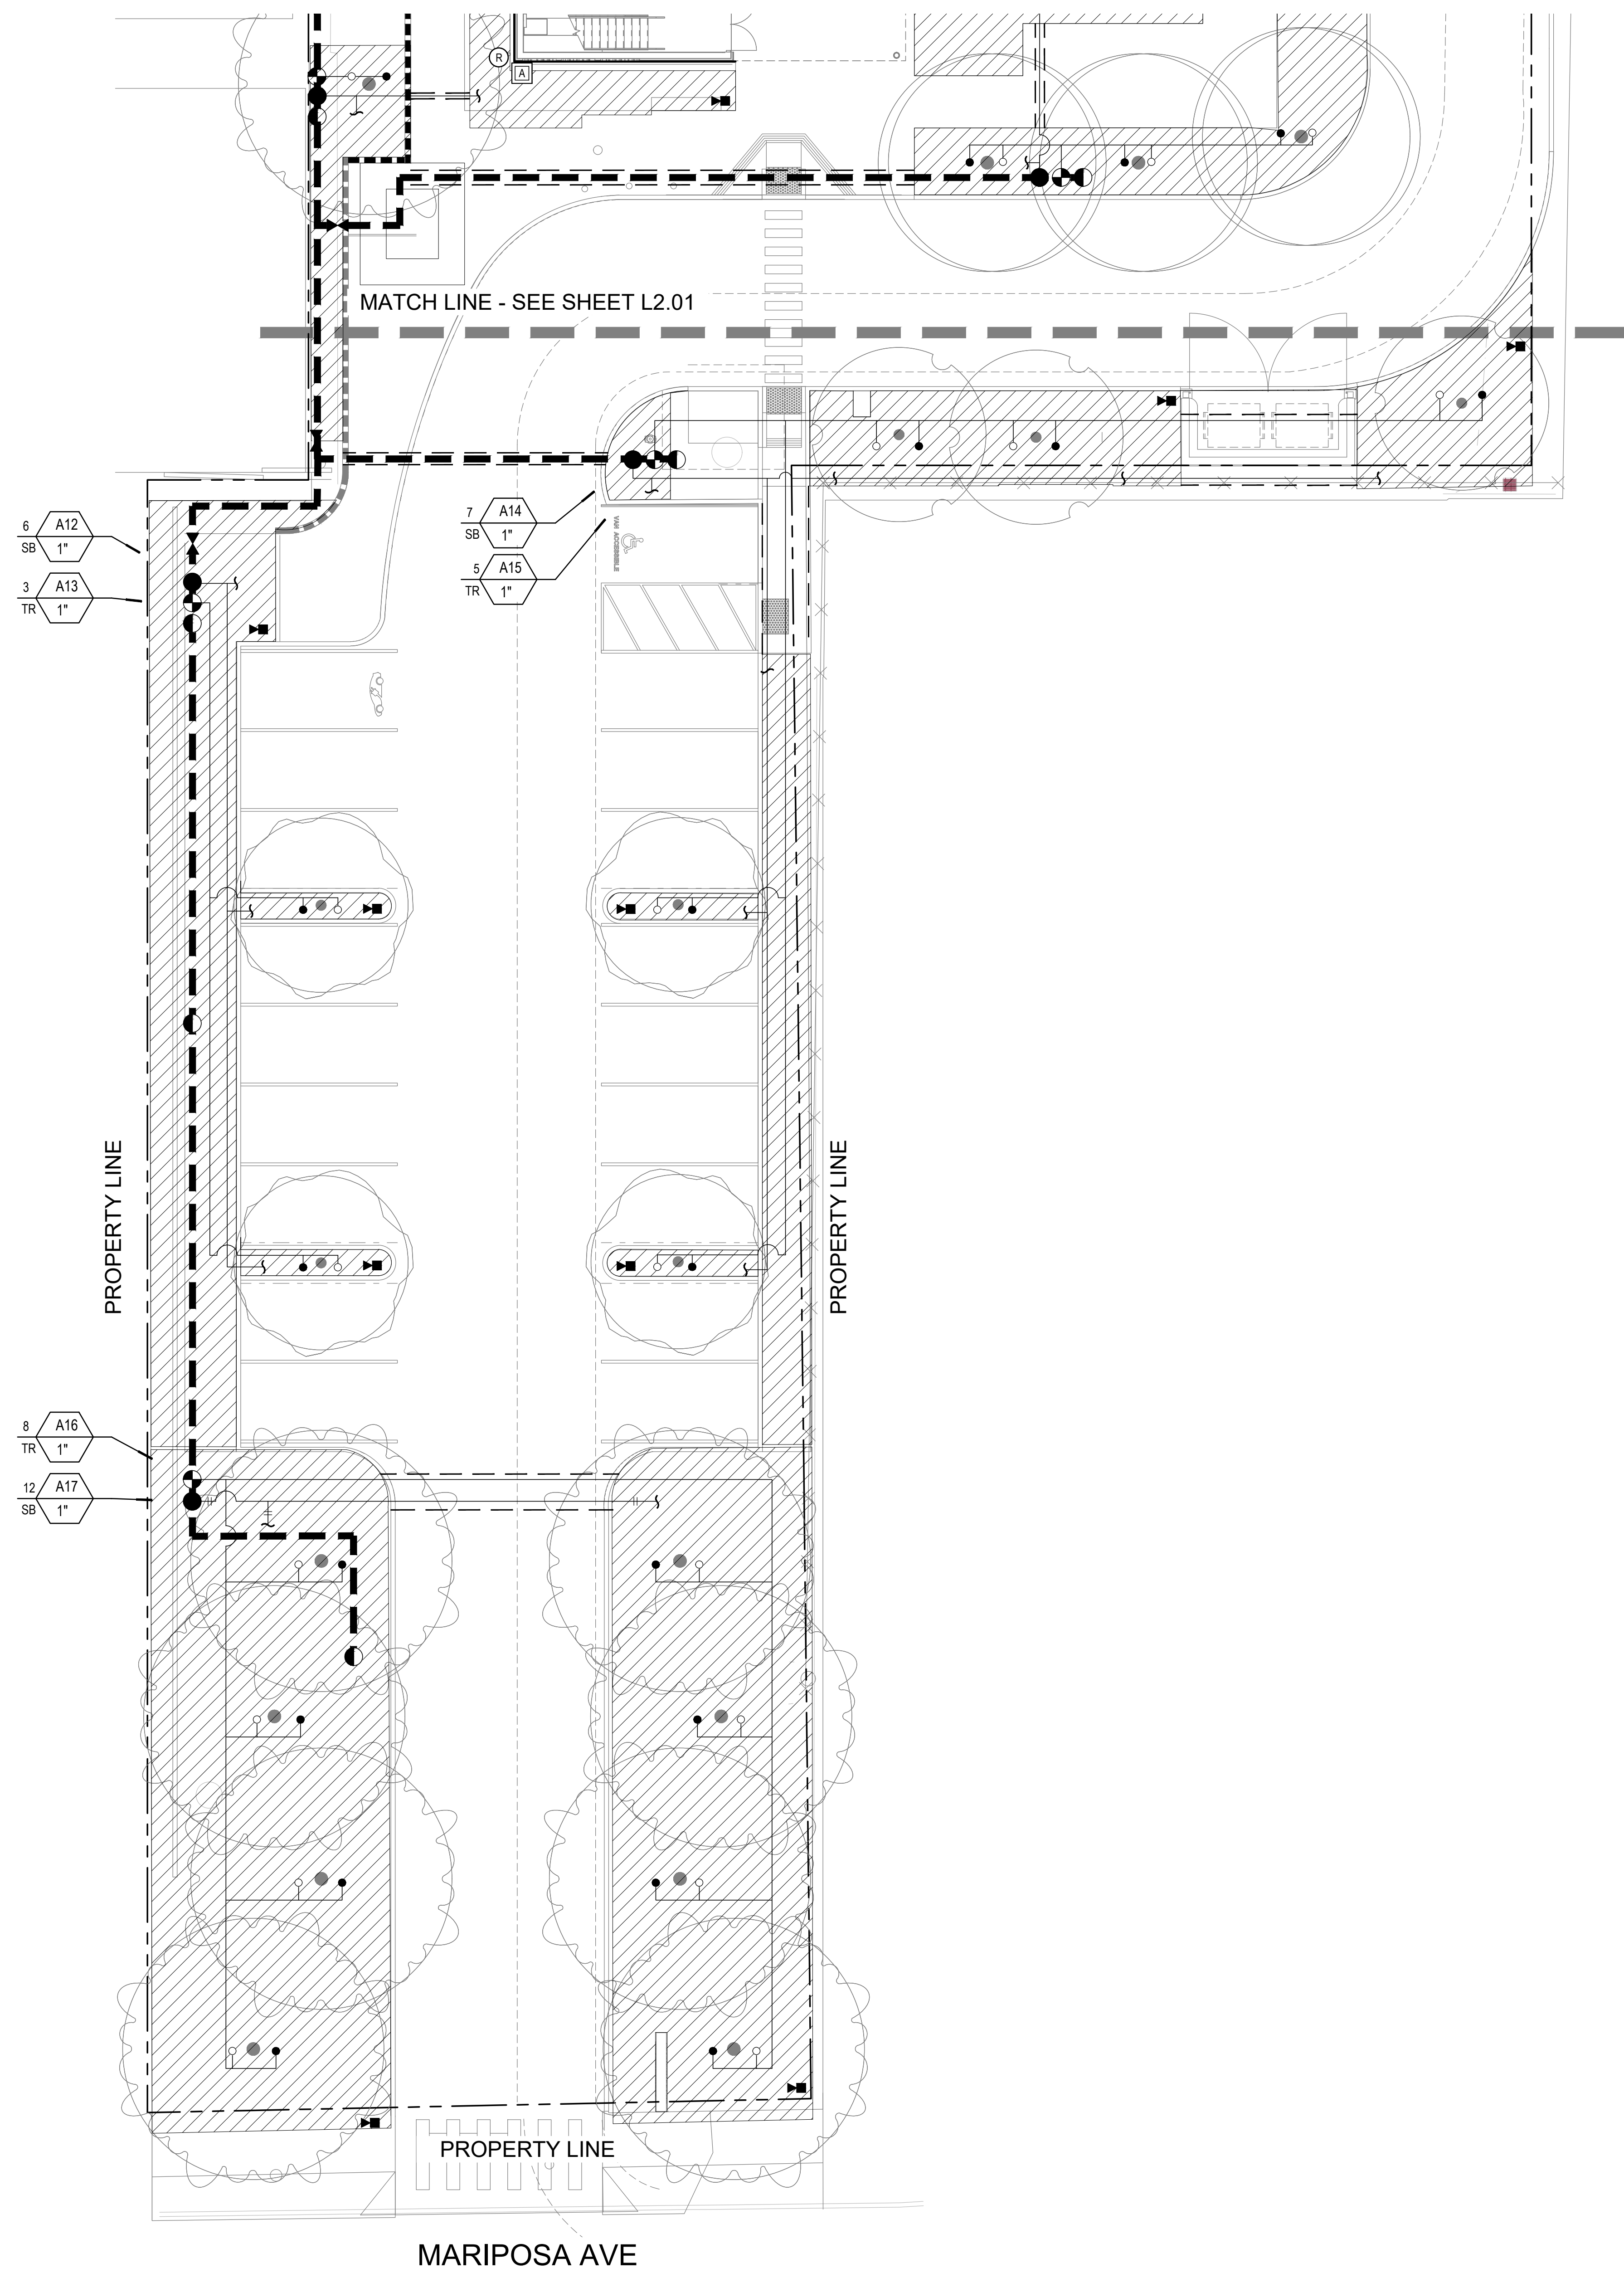 R
A
MATCH LINE - SEE SHEET L2.01
6 A12
SB 1"
3 A13
TR 1"
7 A14
SB 1"
5 A15
TR 1"
VAN ACCESSIBLE
PROPERTY LINE
PROPERTY LINE
8 A16
TR 1"
12 A17
SB 1"
PROPERTY LINE
MARIPOSA AVE